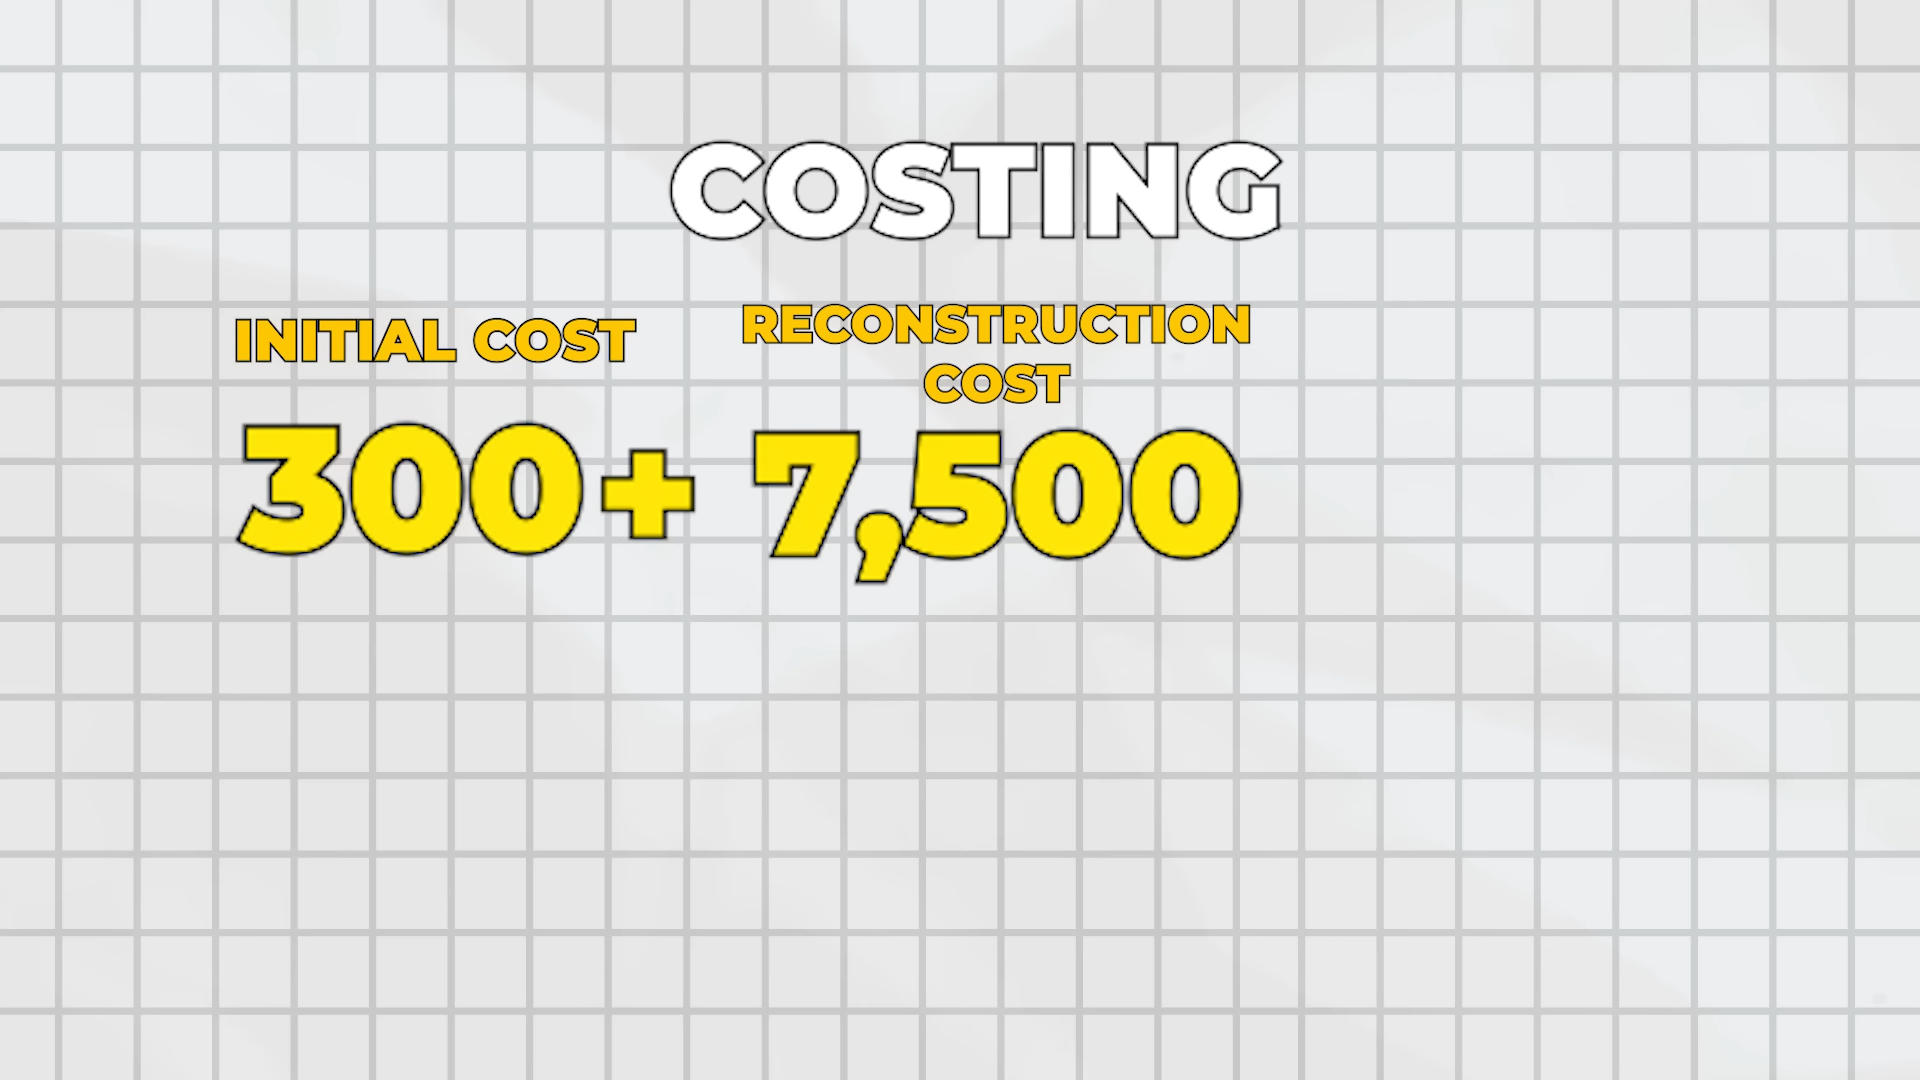 COSTING
INITIAL COST
RECONSTRUCTION
COST
300 + 7,500